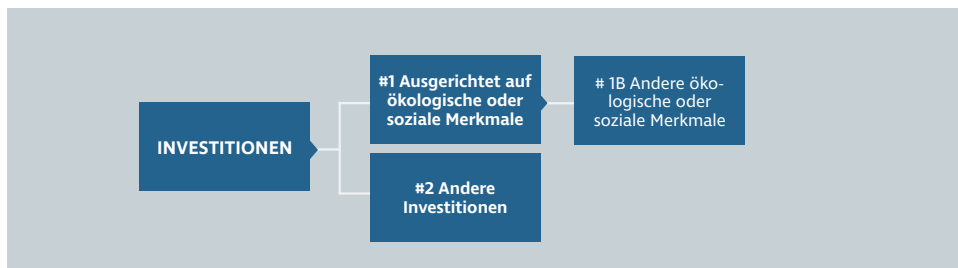 INVESTITIONEN
#1 Ausgerichtet auf
ökologische oder
soziale Merkmale
# 1B Andere öko-
logische oder
soziale Merkmale
#2 Andere
Investitionen